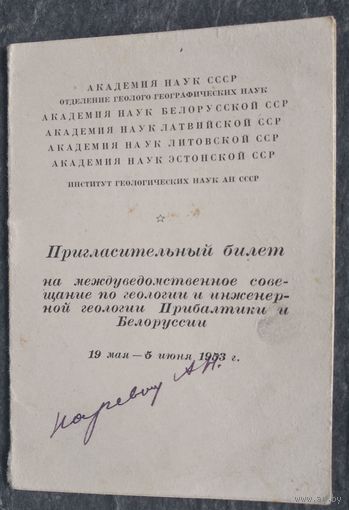 АКАДЕМИЯ НАУК СССР
ОТДЕЛЕНИЕ ГЕОЛОГО-ГЕОГРАФИЧЕСКИХ НАУК
АКАДЕМИЯ НАУК БЕЛОРУССКОЙ ССР
АКАДЕМИЯ НАУК ЛАТВИЙСКОЙ ССР
АКАДЕМИЯ НАУК ЛИТОВСКОЙ ССР
АКАДЕМИЯ НАУК ЭСТОНСКОЙ ССР
ИНСТИТУТ ГЕОЛОГИЧЕСКИХ НАУК АН СССР
Пригласительный билет
на междуведомственное сове-
щание по геологии и инженер-
ной геологии Прибалтики и
Белоруссии
19 мая — 5 июня 1953 г.